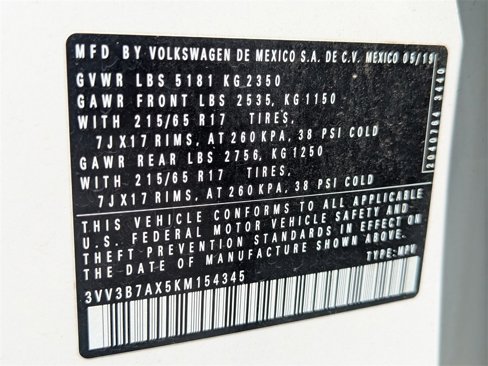 MFD BY VOLKSWAGEN DE MEXICO S.A. DE C.V. MEXICO 05/19
GVWR LBS 5181 KG 2350
GAWR FRONT LBS 2535, KG 1150
WITH 215/65 R17 TIRES,
7JX17 RIMS, AT 260 KPA, 38 PSI COLD
GAWR REAR LBS 2756, KG 1250
WITH 215/65 R17 TIRES,
7JX17 RIMS, AT 260 KPA, 38 PSI COLD
THIS VEHICLE CONFORMS TO ALL APPLICABLE
U.S. FEDERAL MOTOR VEHICLE SAFETY AND
THEFT PREVENTION STANDARDS IN EFFECT ON
THE DATE OF MANUFACTURE SHOWN ABOVE.
3VV3B7AX5KM154345
TYPE: MPV
2040764 3440